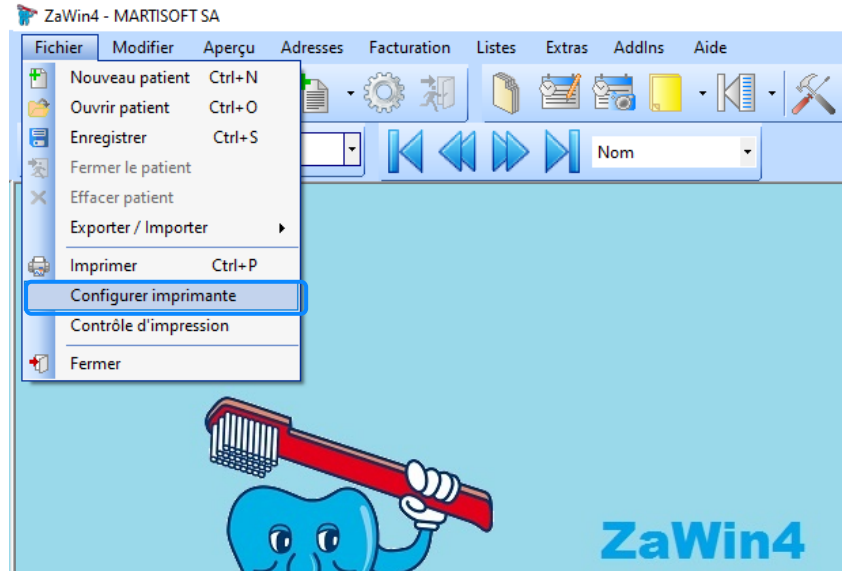 ZaWin4 - MARTISOFT SA
Fichier Modifier Aperçu Adresses Facturation Listes Extras AddIns Aide
Nouveau patient Ctrl+N
Ouvrir patient Ctrl+O
Enregistrer Ctrl+S
Nom
Fermer le patient
Effacer patient
Exporter / Importer
Imprimer Ctrl+P
Configurer imprimante
Contrôle d'impression
Fermer
ZaWin4